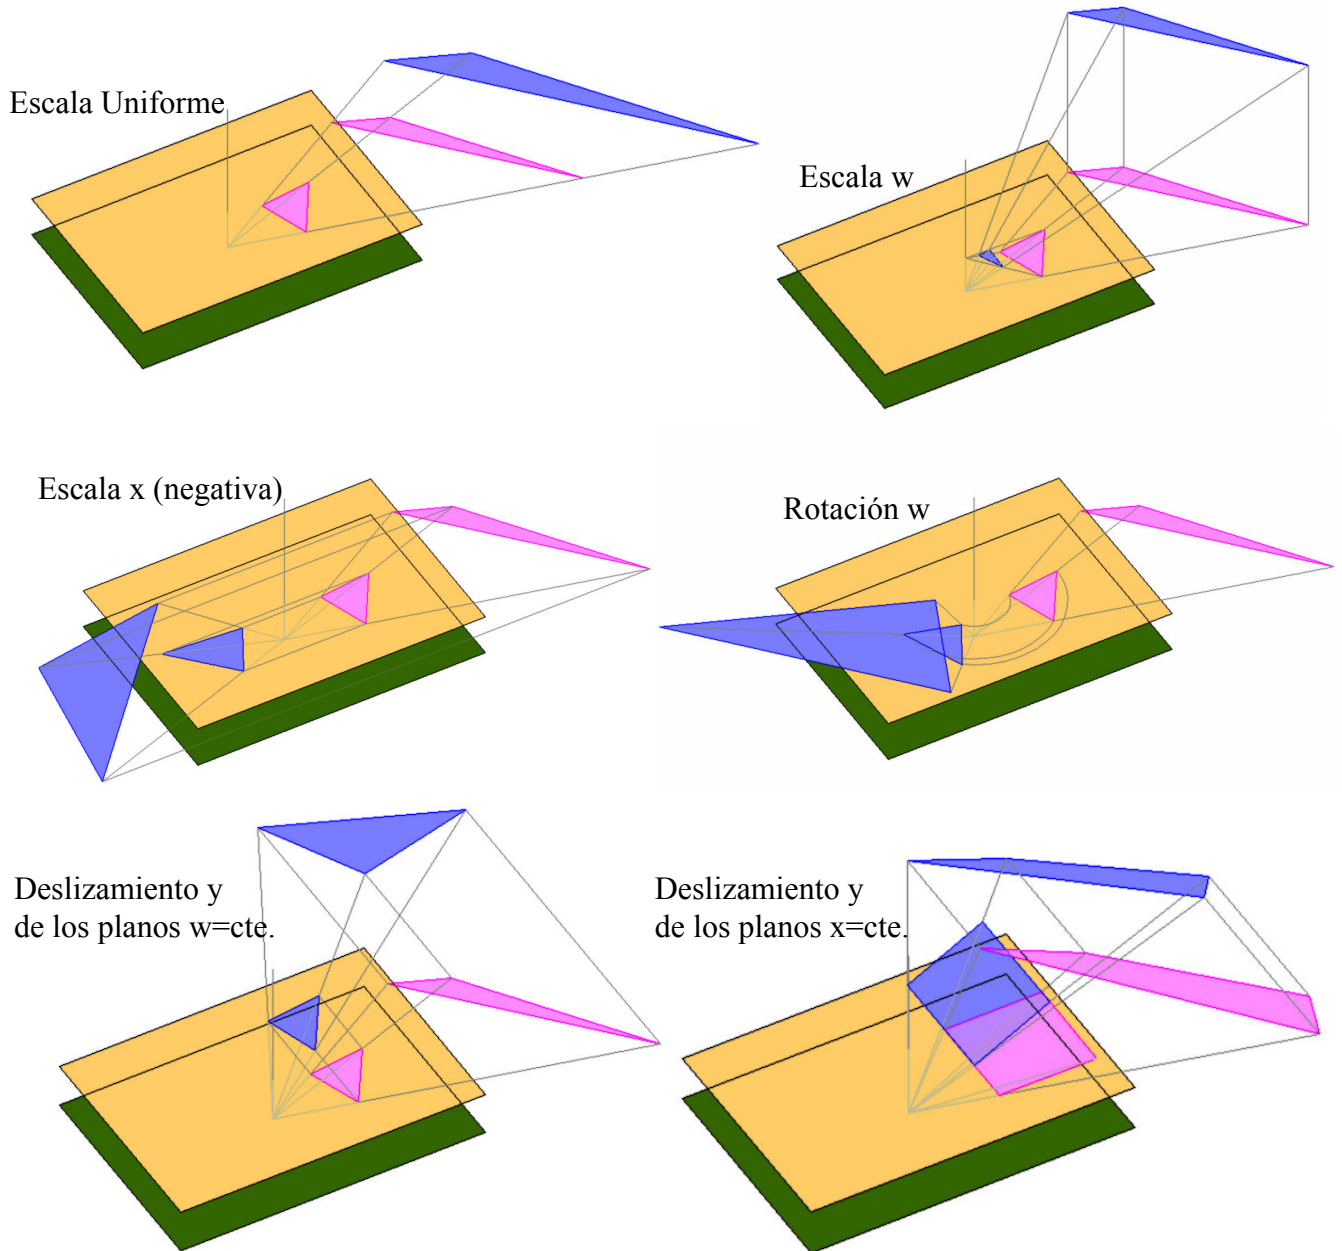 Escala Uniforme
Escala w
Escala x (negativa)
Rotación w
Deslizamiento y
de los planos w=cte.
Deslizamiento y
de los planos x=cte.